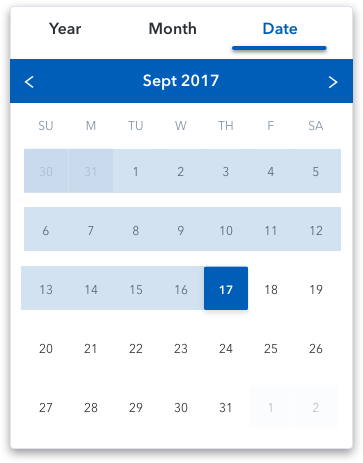 Year Month Date
< Sept 2017 >
SU M TU W TH F SA
30 31 1 2 3 4 5
6 7 8 9 10 11 12
13 14 15 16 17 18 19
20 21 22 23 24 25 26
27 28 29 30 31 1 2